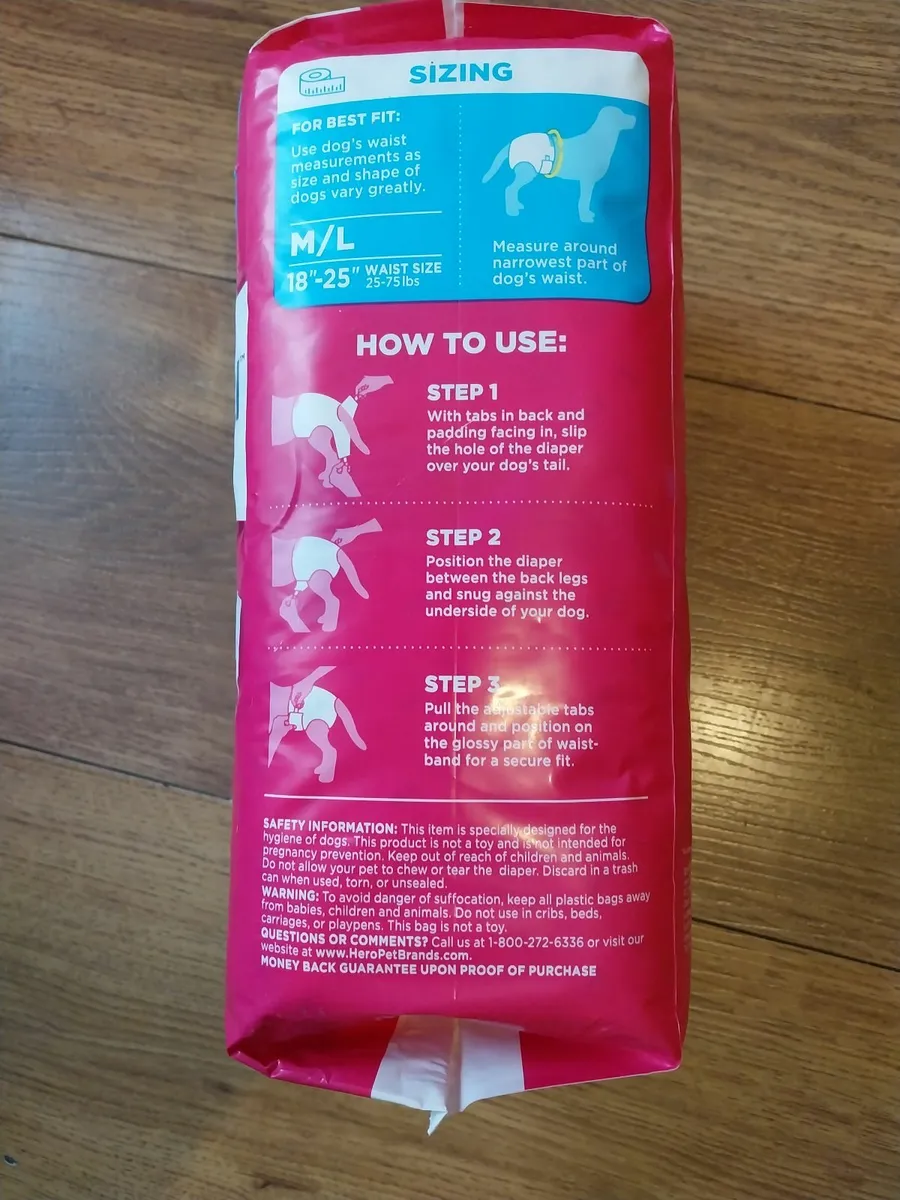 SIZING
FOR BEST FIT:
Use dog's waist
measurements as
size and shape of
dogs vary greatly.
M/L
18"-25" WAIST SIZE
25-75lbs
Measure around
narrowest part of
dog's waist.
HOW TO USE:
STEP 1
With tabs in back and
padding facing in, slip
the hole of the diaper
over your dog's tail.
STEP 2
Position the diaper
between the back legs
and snug against the
underside of your dog.
STEP 3
Pull the adjustable tabs
around and position on
the glossy part of waist-
band for a secure fit.
SAFETY INFORMATION: This item is specially designed for the
hygiene of dogs. This product is not a toy and is not intended for
pregnancy prevention. Keep out of reach of children and animals.
Do not allow your pet to chew or tear the diaper. Discard in a trash
can when used, torn, or unsealed.
WARNING: To avoid danger of suffocation, keep all plastic bags away
from babies, children and animals. Do not use in cribs, beds,
carriages, or playpens. This bag is not a toy.
QUESTIONS OR COMMENTS? Call us at 1-800-272-6336 or visit our
website at www.HeroPetBrands.com.
MONEY BACK GUARANTEE UPON PROOF OF PURCHASE